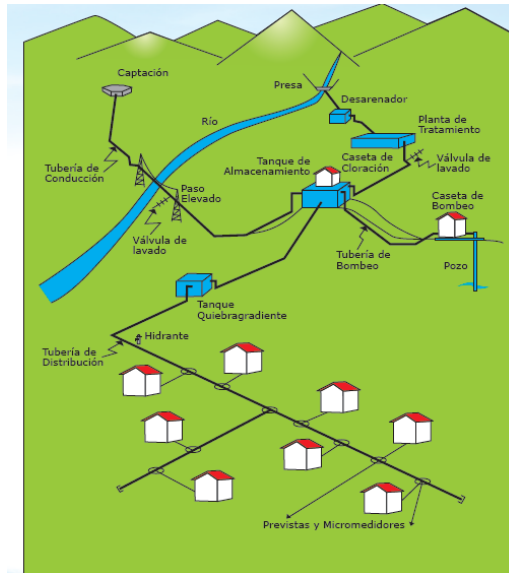 Captación
Presa
Desarenador
Río
Planta de
Tratamiento
Tanque de
Almacenamiento
Caseta de
Cloración
Válvula de
lavado
Tubería de
Conducción
Paso
Elevado
Caseta de
Bombeo
Válvula de
lavado
Tubería de
Bombeo
Pozo
Tanque
Quiebragradiente
Hidrante
Tubería de
Distribución
Previstas y Micromedidores